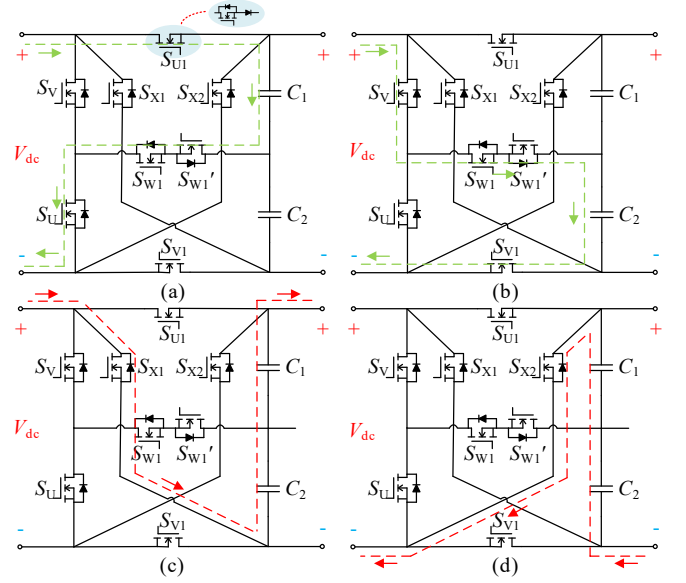 + S_U1 +
S_V S_X1 S_X2 C_1
V_dc S_W1 S_W1′
S_U C_2
- S_V1 -
(a)
+ S_U1 +
S_V S_X1 S_X2 C_1
V_dc S_W1 S_W1′
S_U C_2
- S_V1 -
(b)
+ S_U1 +
S_V S_X1 S_X2 C_1
V_dc S_W1 S_W1′
S_U C_2
- S_V1 -
(c)
+ S_U1 +
S_V S_X1 S_X2 C_1
V_dc S_W1 S_W1′
S_U C_2
- S_V1 -
(d)